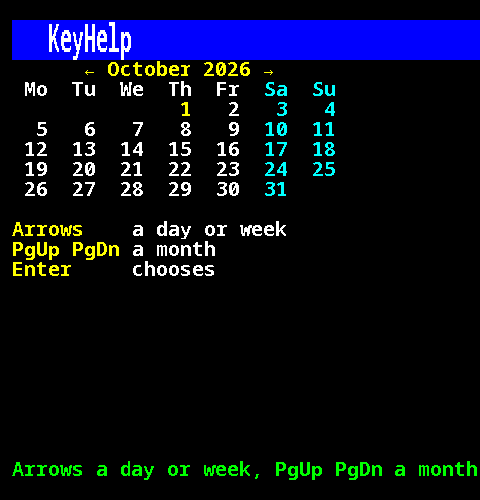 KeyHelp
← October 2026 →
Mo Tu We Th Fr Sa Su
1 2 3 4
5 6 7 8 9 10 11
12 13 14 15 16 17 18
19 20 21 22 23 24 25
26 27 28 29 30 31
Arrows a day or week
PgUp PgDn a month
Enter chooses
Arrows a day or week, PgUp PgDn a month